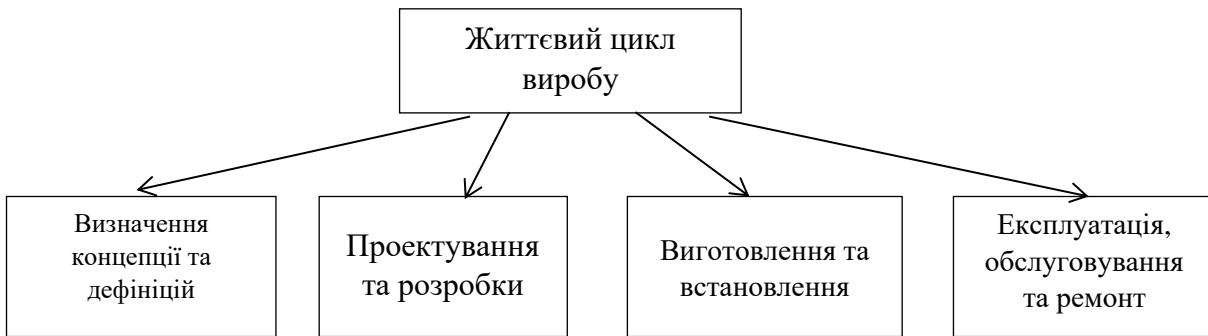 Життєвий цикл
виробу
Визначення
концепції та
дефініцій
Проектування
та розробки
Виготовлення та
встановлення
Експлуатація,
обслуговування
та ремонт